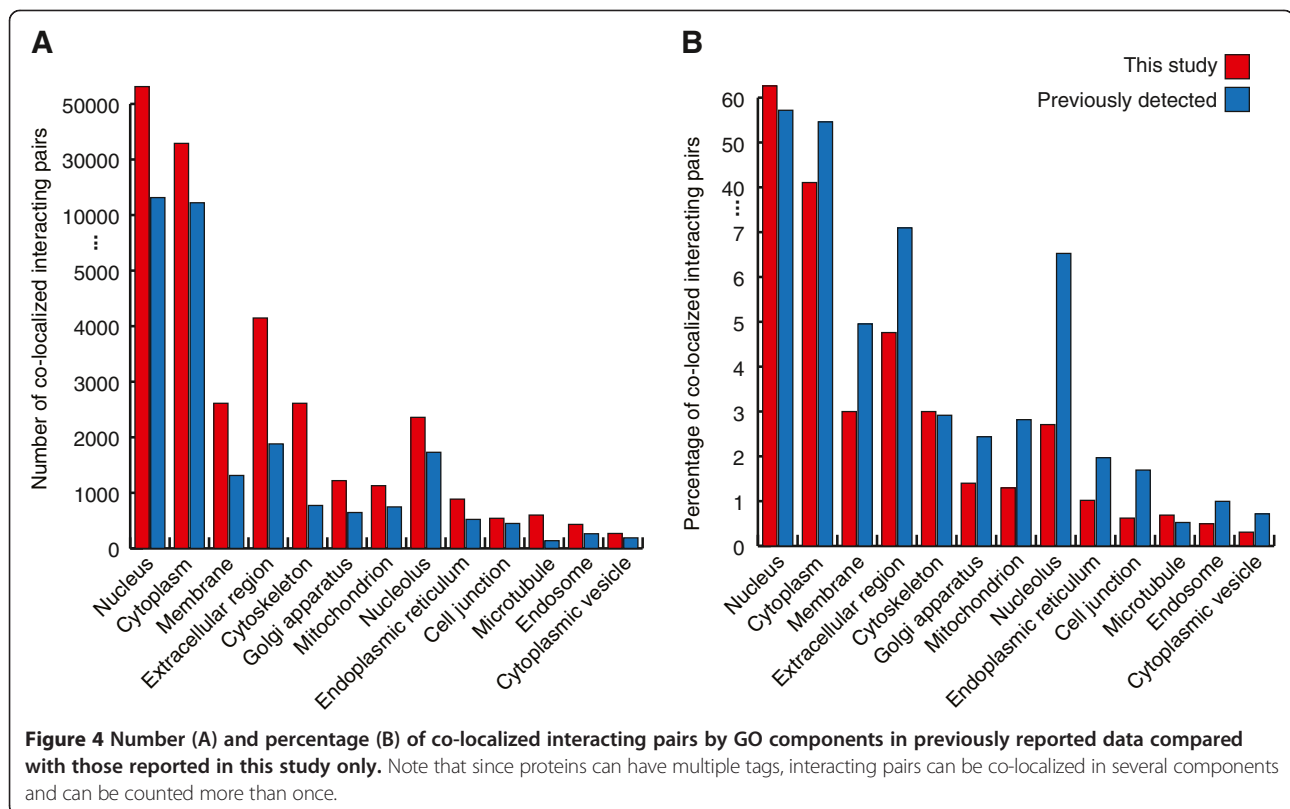 A
Number of co-localized interacting pairs
50000
30000
10000
...
5000
4000
3000
2000
1000
0
Nucleus
Cytoplasm
Membrane
Extracellular region
Cytoskeleton
Golgi apparatus
Mitochondrion
Nucleolus
Endoplasmic reticulum
Cell junction
Microtubule
Endosome
Cytoplasmic vesicle
B
This study
Previously detected
Percentage of co-localized interacting pairs
60
50
40
...
7
6
5
4
3
2
1
0
Nucleus
Cytoplasm
Membrane
Extracellular region
Cytoskeleton
Golgi apparatus
Mitochondrion
Nucleolus
Endoplasmic reticulum
Cell junction
Microtubule
Endosome
Cytoplasmic vesicle
Figure 4 Number (A) and percentage (B) of co-localized interacting pairs by GO components in previously reported data compared
with those reported in this study only. Note that since proteins can have multiple tags, interacting pairs can be co-localized in several components
and can be counted more than once.